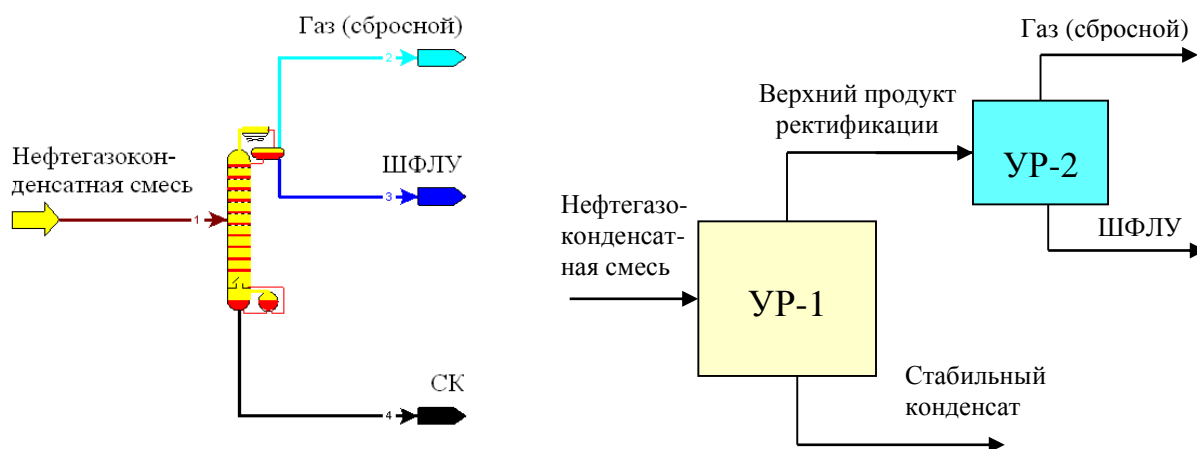 Газ (сбросной)
2
ШФЛУ
3
Нефтегазокон-
денсатная смесь
1
СК
4
Газ (сбросной)
Верхний продукт
ректификации
УР-2
ШФЛУ
Нефтегазо-
конденсат-
ная смесь
УР-1
Стабильный
конденсат